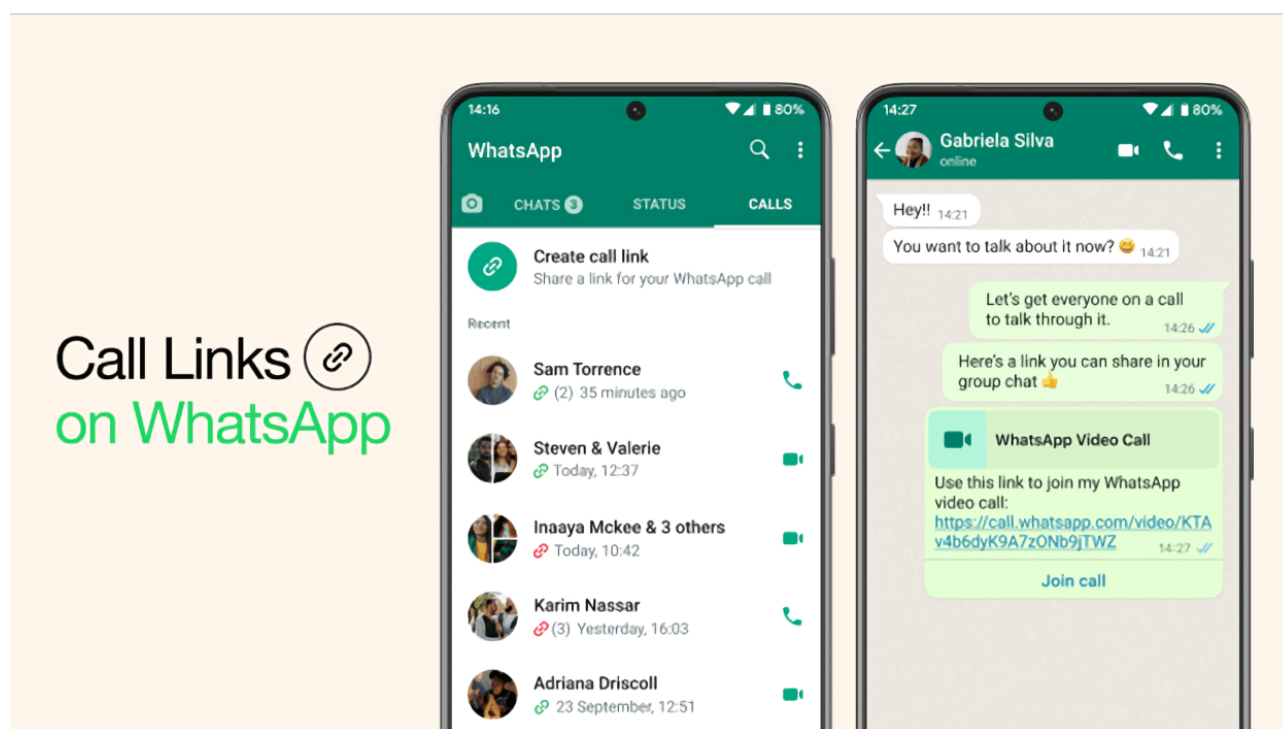 Call Links
on WhatsApp
14:16
80%
WhatsApp
CHATS 3
STATUS
CALLS
Create call link
Share a link for your WhatsApp call
Recent
Sam Torrence
(2) 35 minutes ago
Steven & Valerie
Today, 12:37
Inaaya Mckee & 3 others
Today, 10:42
Karim Nassar
(3) Yesterday, 16:03
Adriana Driscoll
23 September, 12:51
14:27
80%
Gabriela Silva
online
Hey!! 14:21
You want to talk about it now? 😄 14:21
Let's get everyone on a call
to talk through it. 14:26
Here's a link you can share in your
group chat 👍 14:26
WhatsApp Video Call
Use this link to join my WhatsApp
video call:
https://call.whatsapp.com/video/KTA
v4b6dyK9A7zONb9jTWZ 14:27
Join call